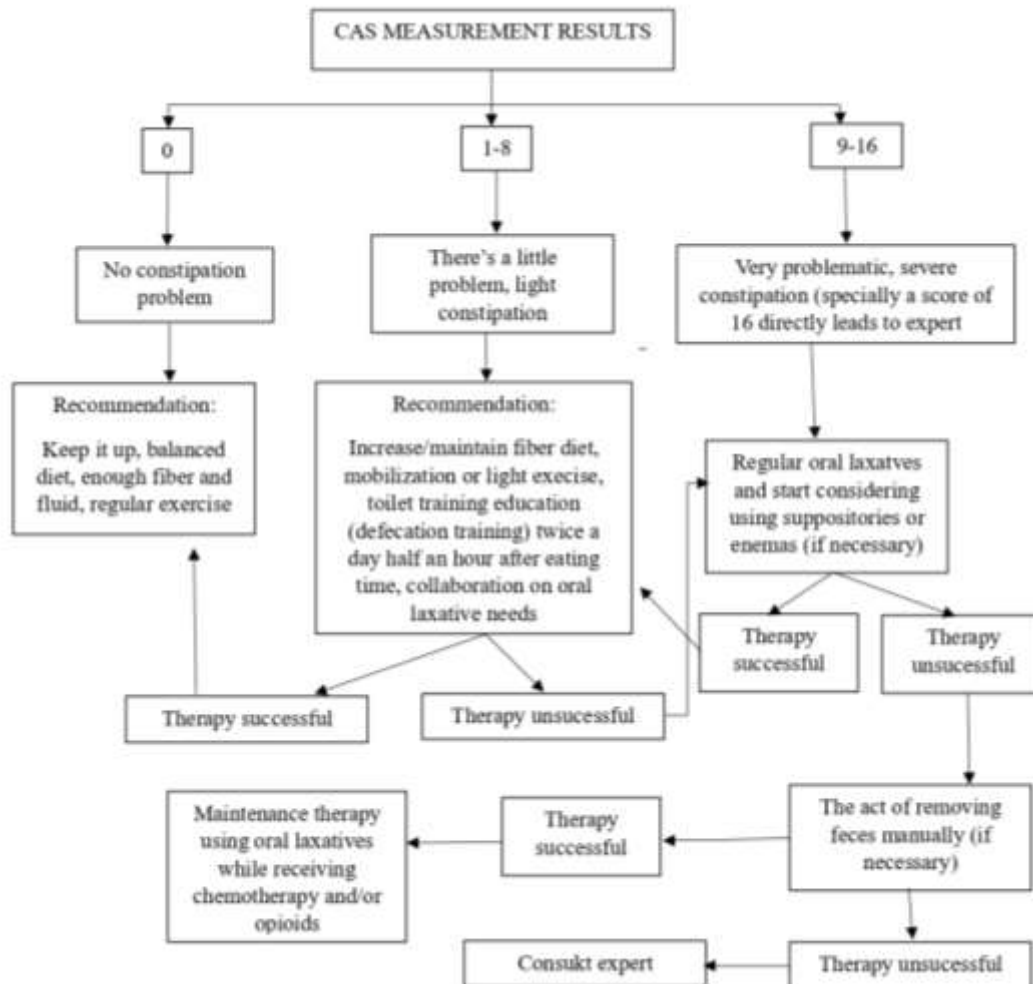 CAS MEASUREMENT RESULTS
0
1-8
9-16
No constipation
problem
There's a little
problem, light
constipation
Very problematic, severe
constipation (specially a score of
16 directly leads to expert
Recommendation:
Keep it up, balanced
diet, enough fiber and
fluid, regular exercise
Recommendation:
Increase/maintain fiber diet,
mobilization or light execise,
toilet training education
(defecation training) twice a
day half an hour after eating
time, collaboration on oral
laxative needs
Regular oral laxatves
and start considering
using suppositories or
enemas (if necessary)
Therapy
successful
Therapy
unsucessful
Therapy successful
Therapy unsucessful
Maintenance therapy
using oral laxatives
while receiving
chemotherapy and/or
opioids
Therapy
successful
The act of removing
feces manually (if
necessary)
Consukt expert
Therapy unsucessful